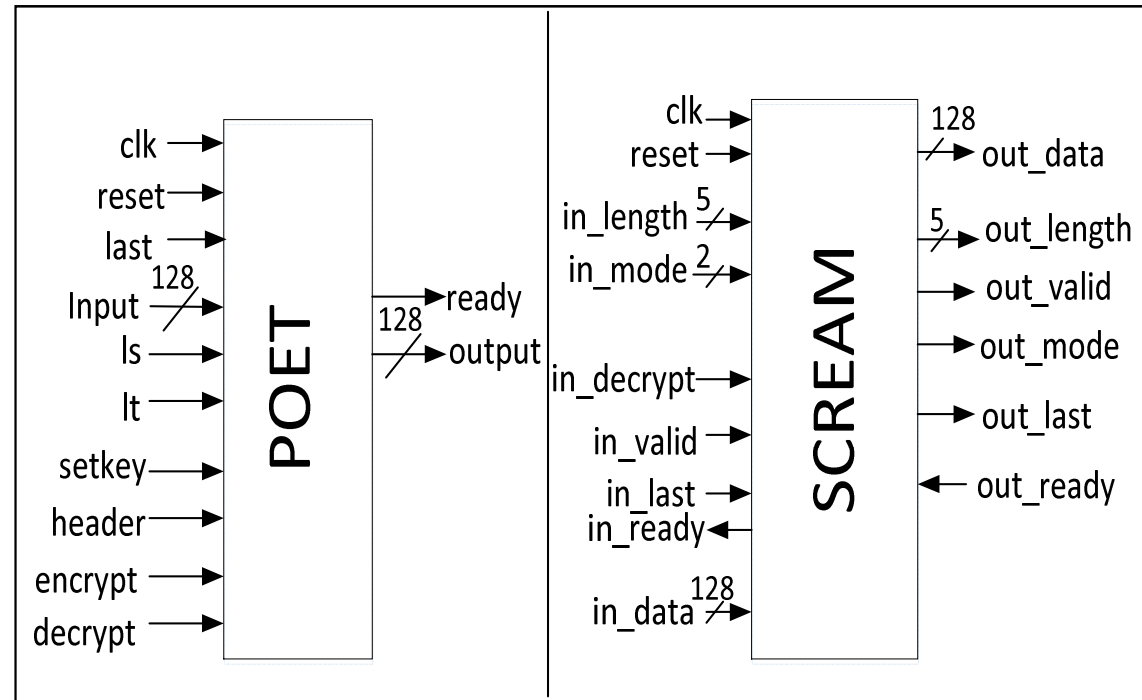 clk
reset
last
128
Input
ls
lt
setkey
header
encrypt
decrypt
POET
ready
128
output
clk
reset
5
in_length
2
in_mode
in_decrypt
in_valid
in_last
in_ready
128
in_data
SCREAM
128
out_data
5
out_length
out_valid
out_mode
out_last
out_ready